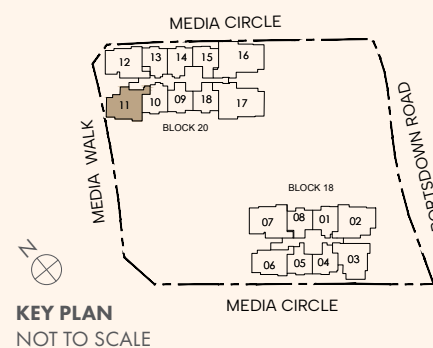 MEDIA CIRCLE
12 13 14 15 16
11 10 09 18 17
BLOCK 20
MEDIA WALK
PORTSDOWN ROAD
BLOCK 18
07 08 01 02
06 05 04 03
N
MEDIA CIRCLE
KEY PLAN
NOT TO SCALE